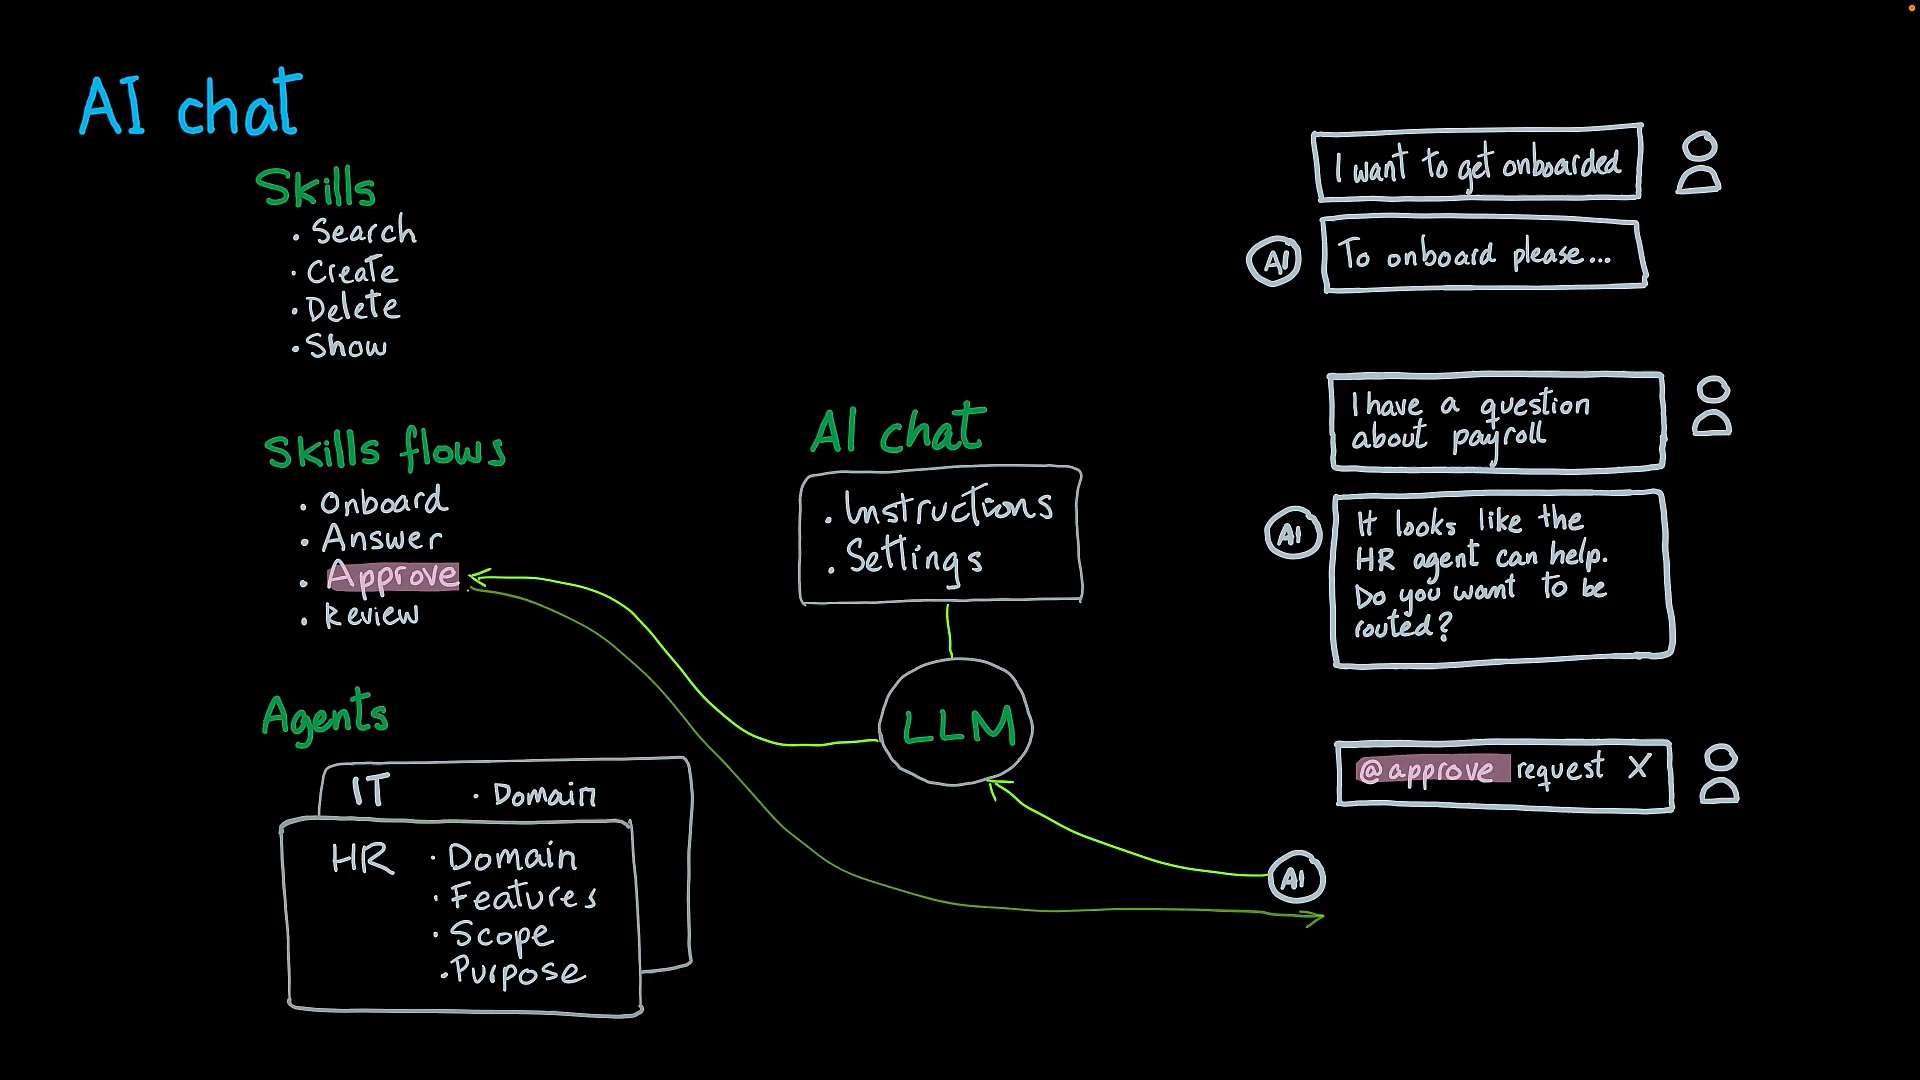 AI chat
Skills
• Search
• Create
• Delete
• Show
Skills flows
• Onboard
• Answer
• Approve
• Review
Agents
IT • Domain
HR • Domain
• Features
• Scope
• Purpose
AI chat
• Instructions
• Settings
LLM
I want to get onboarded
AI
To onboard please...
I have a question
about payroll
AI
It looks like the
HR agent can help.
Do you want to be
routed?
@approve request X
AI